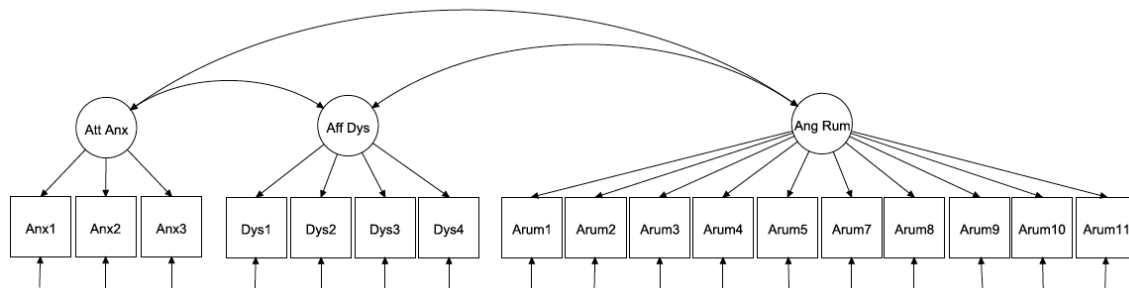 Att Anx
Aff Dys
Ang Rum
Anx1 Anx2 Anx3 Dys1 Dys2 Dys3 Dys4 Arum1 Arum2 Arum3 Arum4 Arum5 Arum7 Arum8 Arum9 Arum10 Arum11